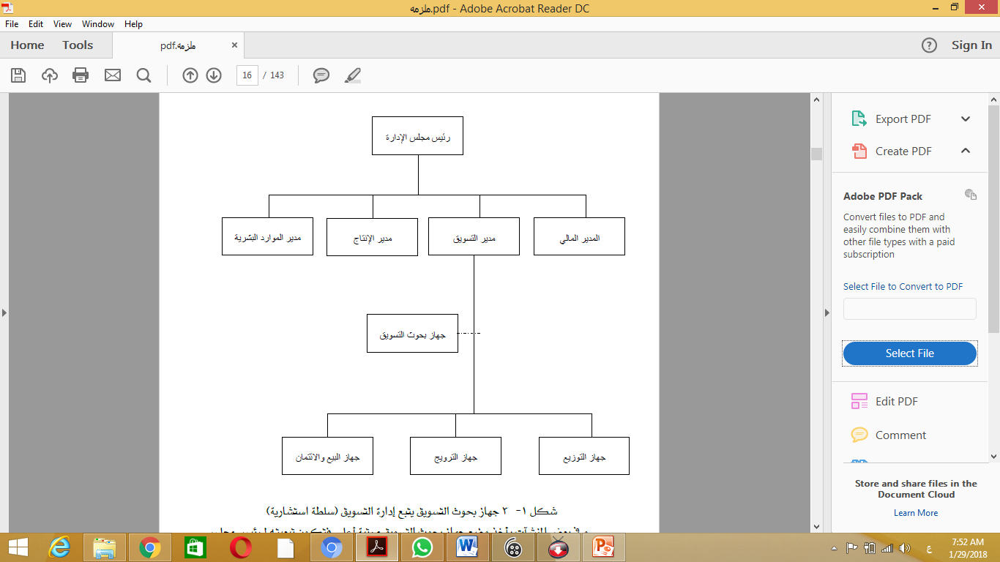 ملزمه.pdf - Adobe Acrobat Reader DC
File Edit View Window Help
Home Tools ملزمه.pdf × Sign In
16 / 143
رئيس مجلس الإدارة
المدير المالي
مدير التسويق
مدير الإنتاج
مدير الموارد البشرية
جهاز بحوث التسويق
جهاز التوزيع
جهاز الترويج
جهاز البيع والائتمان
شكل ١- ٢ جهاز بحوث التسويق يتبع إدارة التسويق (سلطة استشارية)
Export PDF
Create PDF
Adobe PDF Pack
Convert files to PDF and
easily combine them with
other file types with a paid
subscription
Select File to Convert to PDF
Select File
Edit PDF
Comment
Store and share files in the
Document Cloud
Learn More
ع
7:52 AM
1/29/2018